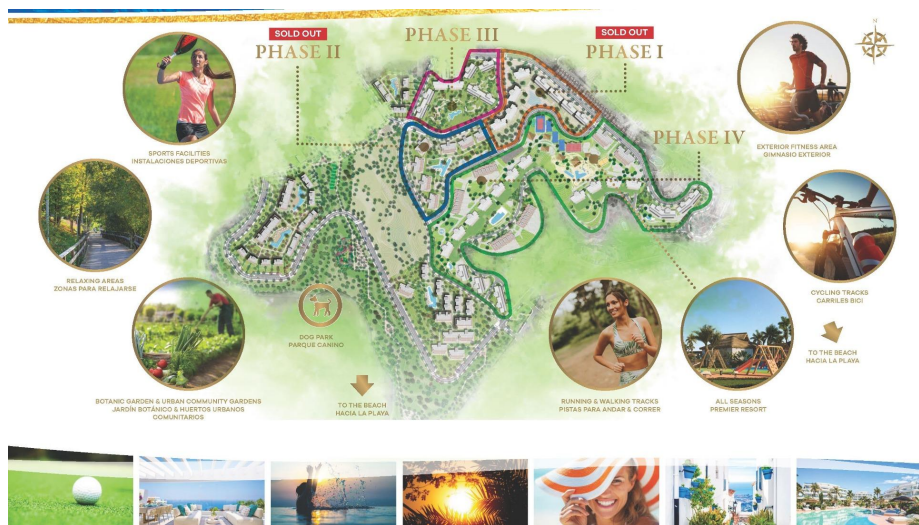 SOLD OUT
PHASE II
PHASE III
SOLD OUT
PHASE I
N
PHASE IV
SPORTS FACILITIES
INSTALACIONES DEPORTIVAS
EXTERIOR FITNESS AREA
GIMNASIO EXTERIOR
RELAXING AREAS
ZONAS PARA RELAJARSE
CYCLING TRACKS
CARRILES BICI
DOG PARK
PARQUE CANINO
TO THE BEACH
HACIA LA PLAYA
BOTANIC GARDEN & URBAN COMMUNITY GARDENS
JARDÍN BOTÁNICO & HUERTOS URBANOS
COMUNITARIOS
TO THE BEACH
HACIA LA PLAYA
RUNNING & WALKING TRACKS
PISTAS PARA ANDAR & CORRER
ALL SEASONS
PREMIER RESORT